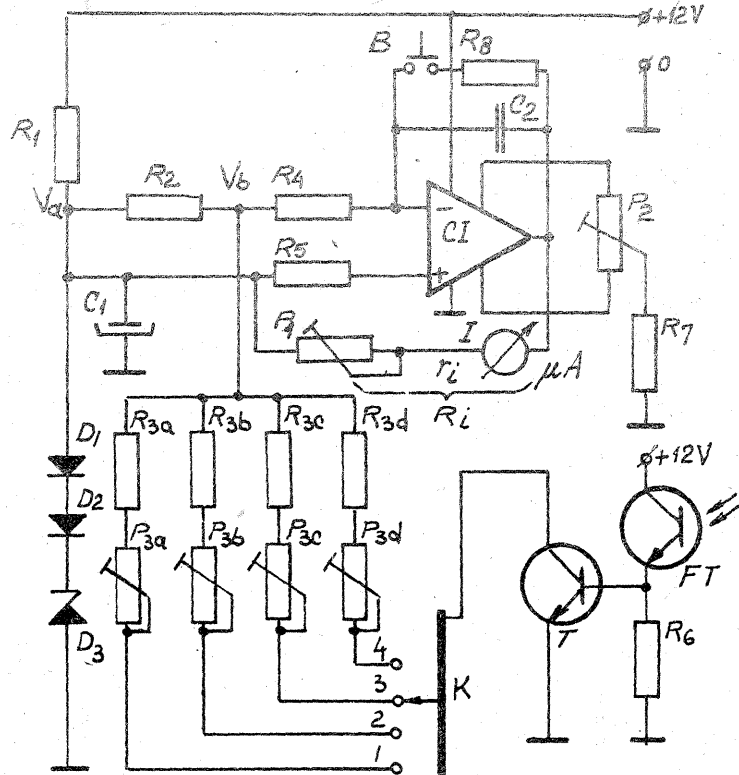 +12V
B
R8
0
C2
R1
R2
Vb
R4
Va
-
CI
P2
R5
+
C1
P1
I
R7
ri
µA
Ri
R3a
R3b
R3c
R3d
D1
+12V
D2
P3a
P3b
P3c
P3d
FT
D3
T
R6
4
3
K
2
1